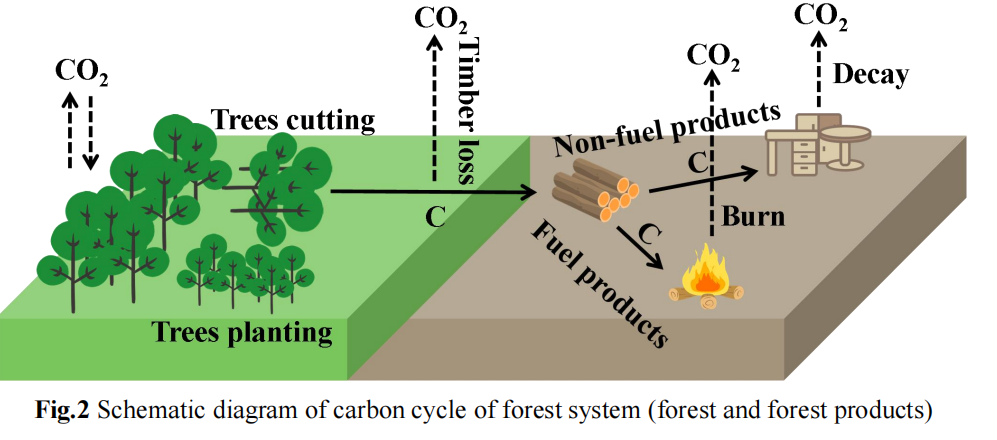 CO2
CO2
Timber loss
CO2
CO2
Decay
Trees cutting
Non-fuel products
C
C
Burn
C
Fuel products
Trees planting
Fig.2 Schematic diagram of carbon cycle of forest system (forest and forest products)